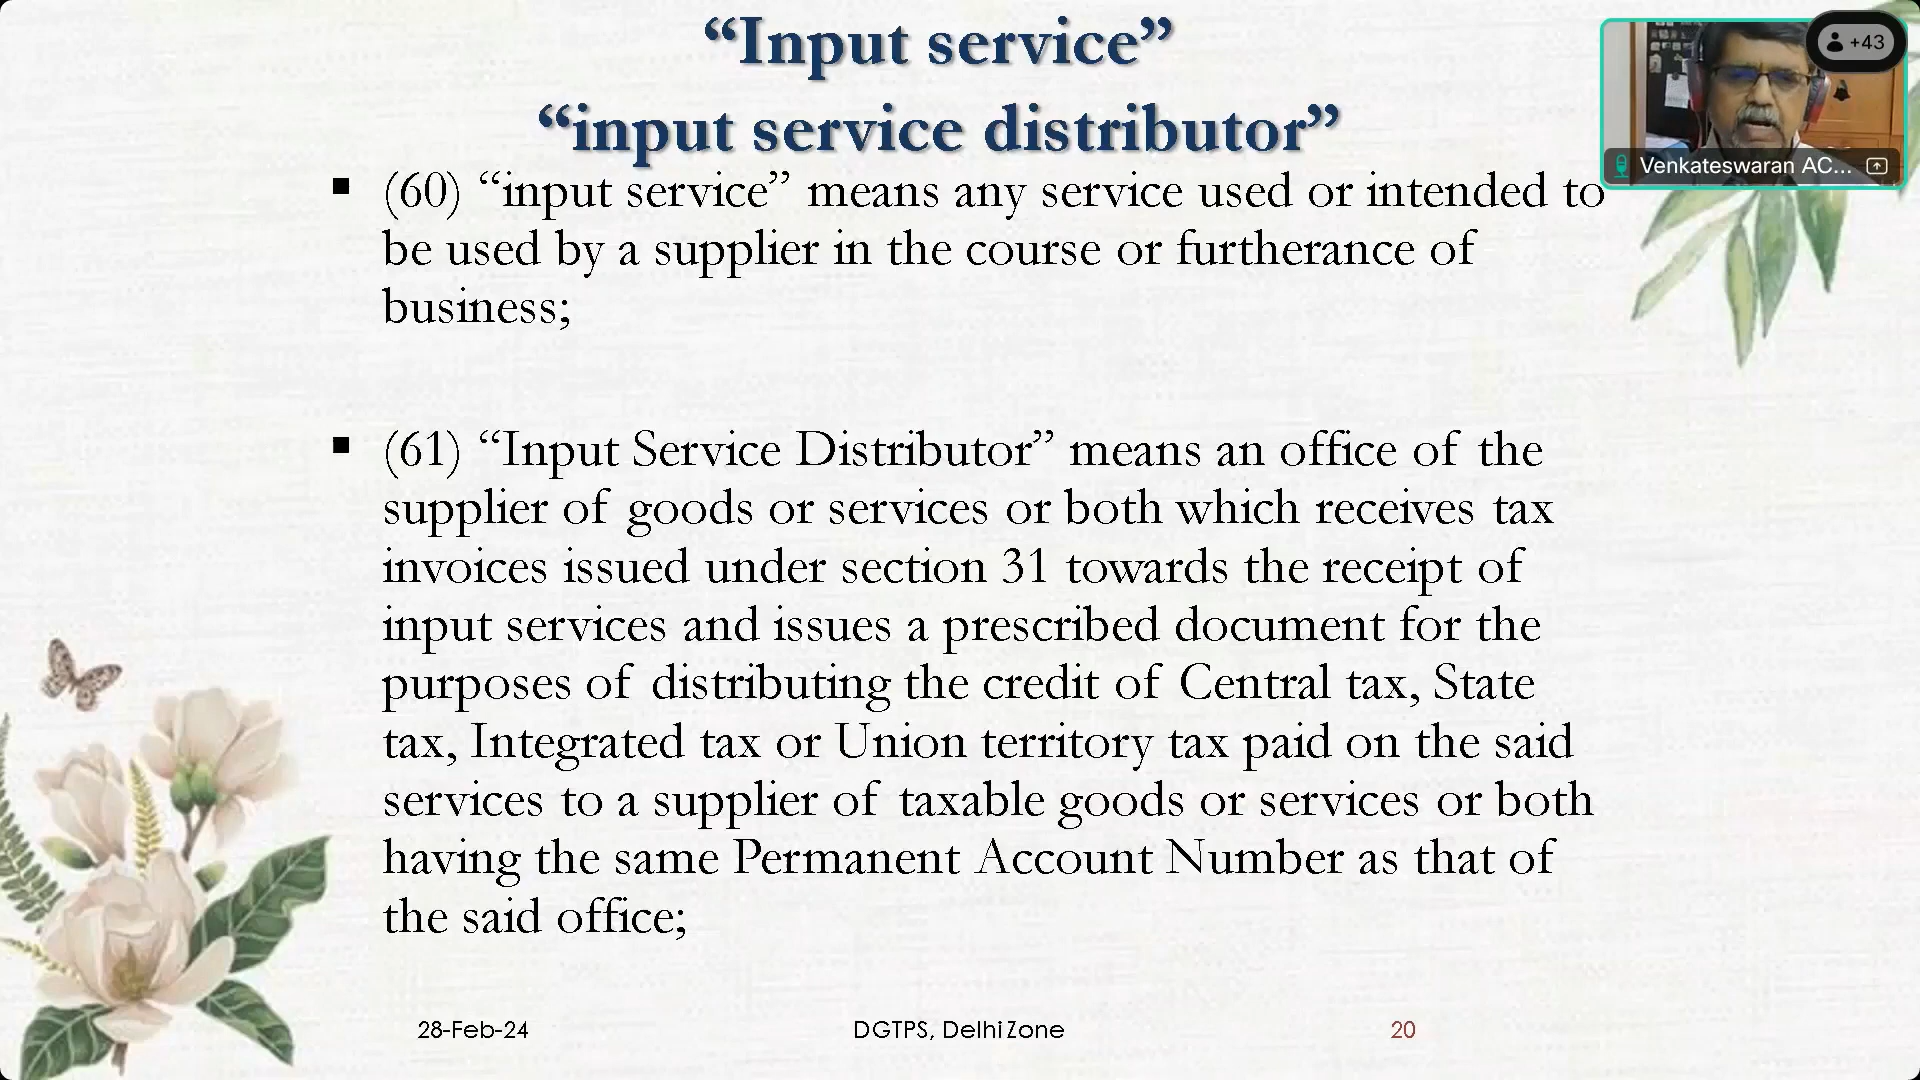 “Input service”
“input service distributor”
+43
Venkateswaran AC...
▪ (60) “input service” means any service used or intended to
be used by a supplier in the course or furtherance of
business;
▪ (61) “Input Service Distributor” means an office of the
supplier of goods or services or both which receives tax
invoices issued under section 31 towards the receipt of
input services and issues a prescribed document for the
purposes of distributing the credit of Central tax, State
tax, Integrated tax or Union territory tax paid on the said
services to a supplier of taxable goods or services or both
having the same Permanent Account Number as that of
the said office;
28-Feb-24 DGTPS, Delhi Zone 20